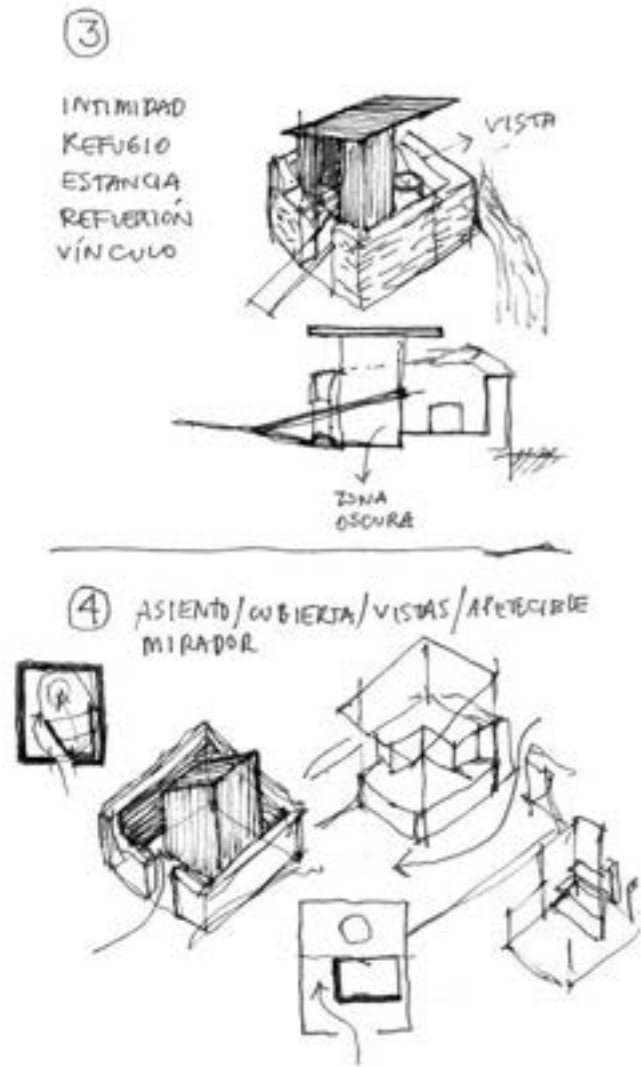 3
INTIMIDAD
REFUGIO
ESTANCIA
REFLEXIÓN
VÍNCULO
VISTA
ZONA
OSCURA
4 ASIENTO/CUBIERTA/VISTAS/APETECIBLE
MIRADOR